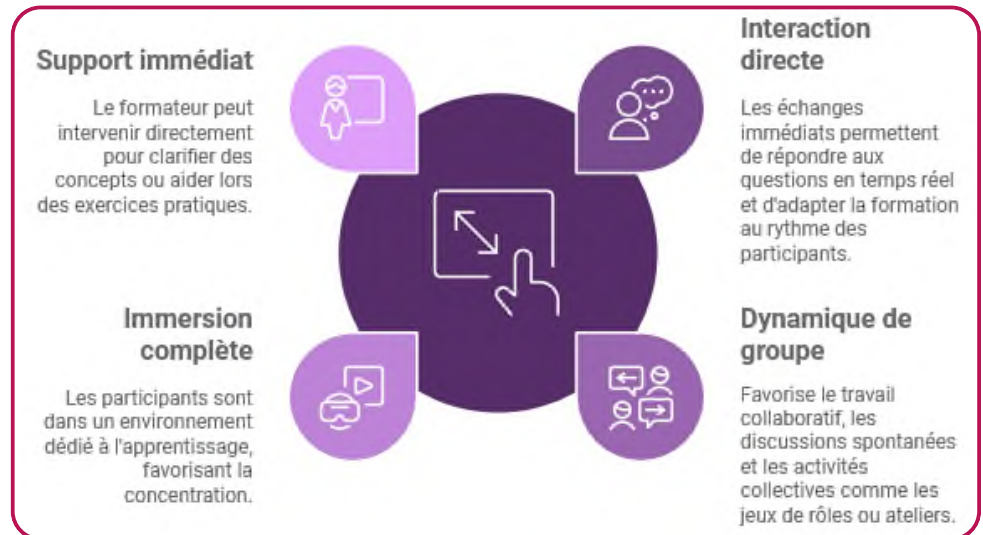 Support immédiat
Le formateur peut
intervenir directement
pour clarifier des
concepts ou aider lors
des exercices pratiques.
Interaction
directe
Les échanges
immédiats permettent
de répondre aux
questions en temps réel
et d'adapter la formation
au rythme des
participants.
Immersion
complète
Les participants sont
dans un environnement
dédié à l'apprentissage,
favorisant la
concentration.
Dynamique de
groupe
Favorise le travail
collaboratif, les
discussions spontanées
et les activités
collectives comme les
jeux de rôles ou ateliers.